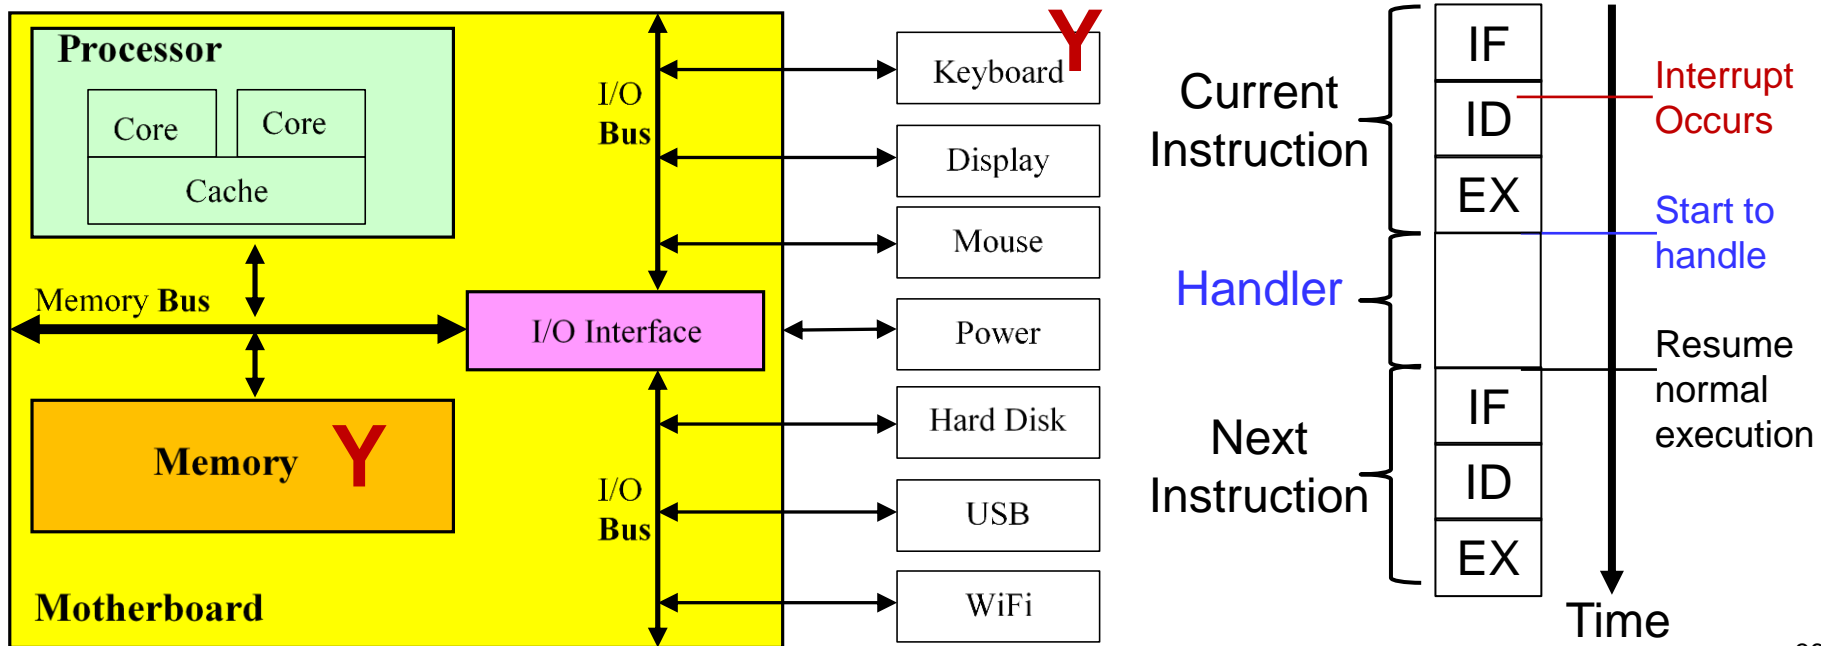 Processor
Core
Core
Cache
Memory Bus
I/O Interface
Memory
Y
Motherboard
I/O
Bus
I/O
Bus
Y
Keyboard
Display
Mouse
Power
Hard Disk
USB
WiFi
Current
Instruction
Handler
Next
Instruction
IF
ID
EX
IF
ID
EX
Interrupt
Occurs
Start to
handle
Resume
normal
execution
Time